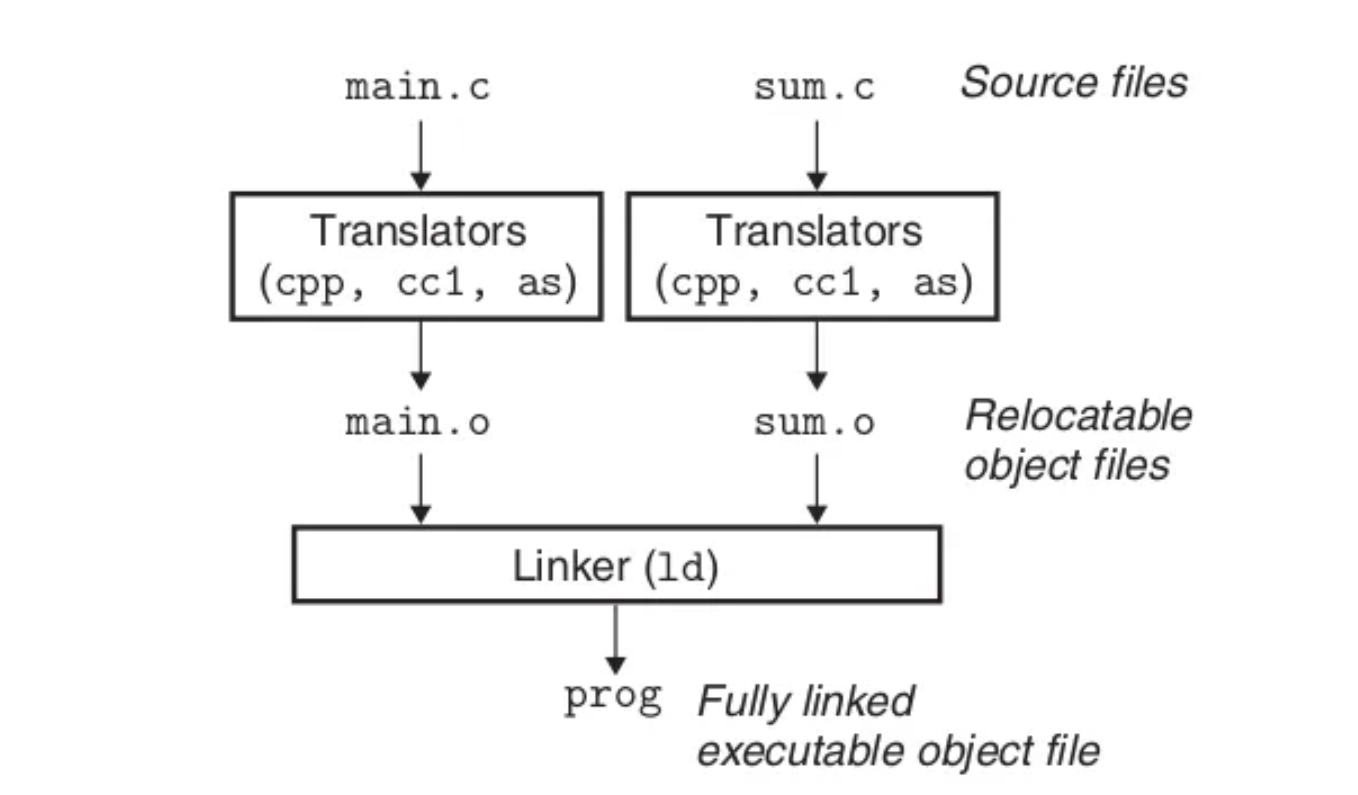 main.c
sum.c
Source files
Translators
(cpp, cc1, as)
Translators
(cpp, cc1, as)
main.o
sum.o
Relocatable
object files
Linker (ld)
prog
Fully linked
executable object file